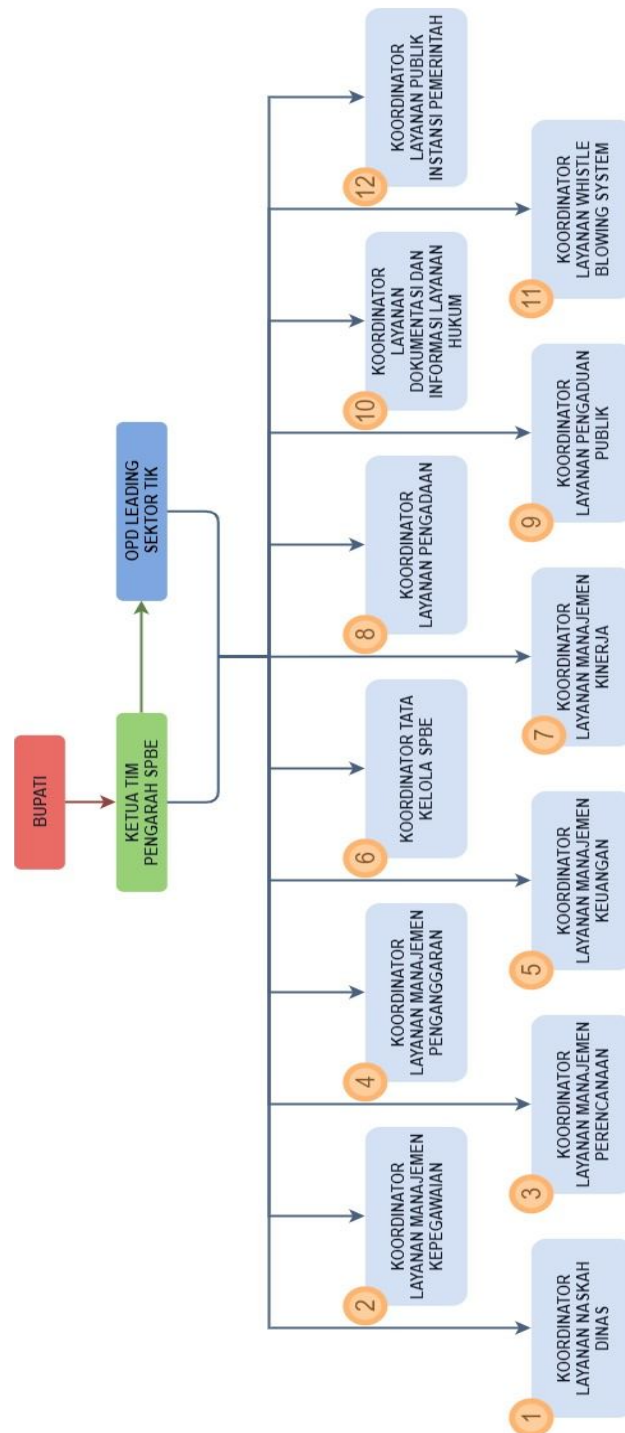 BUPATI
KETUA TIM
PENGARAH SPBE
OPD LEADING
SEKTOR TIK
1
KOORDINATOR
LAYANAN NASKAH
DINAS
2
KOORDINATOR
LAYANAN MANAJEMEN
KEPEGAWAIAN
3
KOORDINATOR
LAYANAN MANAJEMEN
PERENCANAAN
4
KOORDINATOR
LAYANAN MANAJEMEN
PENGANGGARAN
5
KOORDINATOR
LAYANAN MANAJEMEN
KEUANGAN
6
KOORDINATOR TATA
KELOLA SPBE
7
KOORDINATOR
LAYANAN MANAJEMEN
KINERJA
8
KOORDINATOR
LAYANAN PENGADAAN
9
KOORDINATOR
LAYANAN PENGADUAN
PUBLIK
10
KOORDINATOR
LAYANAN
DOKUMENTASI DAN
INFORMASI LAYANAN
HUKUM
11
KOORDINATOR
LAYANAN WHISTLE
BLOWING SYSTEM
12
KOORDINATOR
LAYANAN PUBLIK
INSTANSI PEMERINTAH